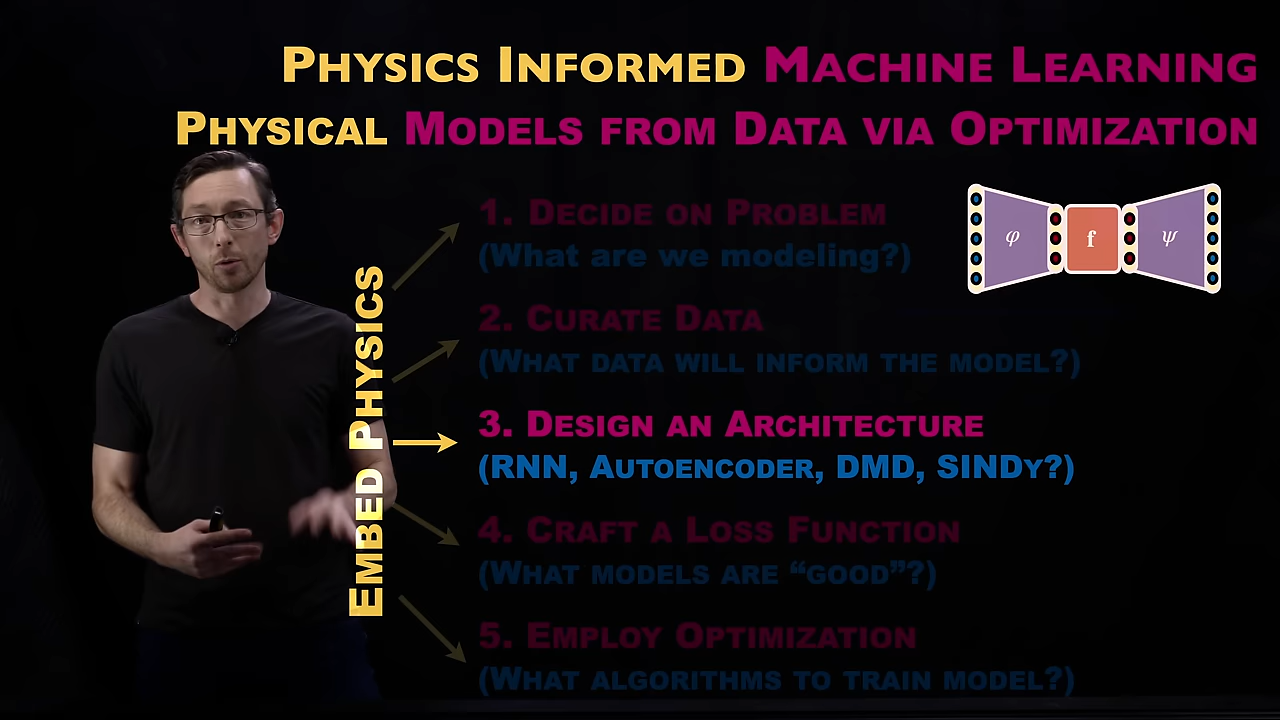 PHYSICS INFORMED MACHINE LEARNING
PHYSICAL MODELS FROM DATA VIA OPTIMIZATION
EMBED PHYSICS
1. DECIDE ON PROBLEM
(What are we modeling?)
φ f ψ
2. CURATE DATA
(WHAT DATA WILL INFORM THE MODEL?)
3. DESIGN AN ARCHITECTURE
(RNN, AUTOENCODER, DMD, SINDY?)
4. CRAFT A LOSS FUNCTION
(WHAT MODELS ARE “GOOD”?)
5. EMPLOY OPTIMIZATION
(WHAT ALGORITHMS TO TRAIN MODEL?)